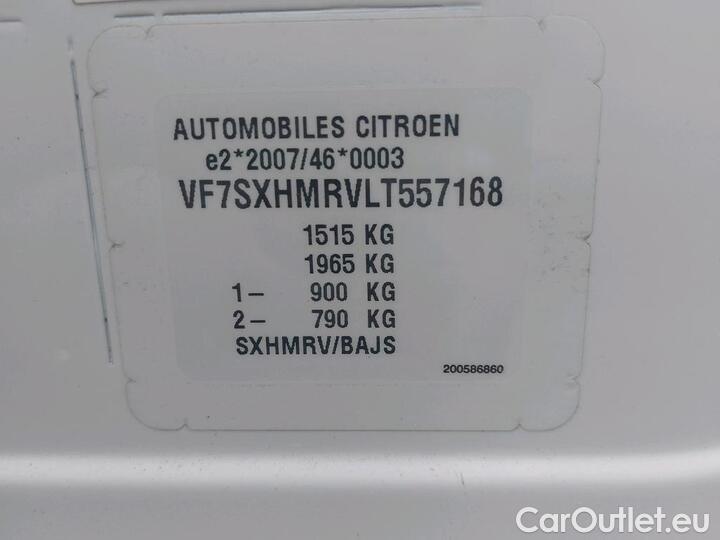 AUTOMOBILES CITROEN
e2*2007/46*0003
VF7SXHMRVLT557168
1515 KG
1965 KG
1– 900 KG
2– 790 KG
SXHMRV/BAJS
200586860
CarOutlet.eu